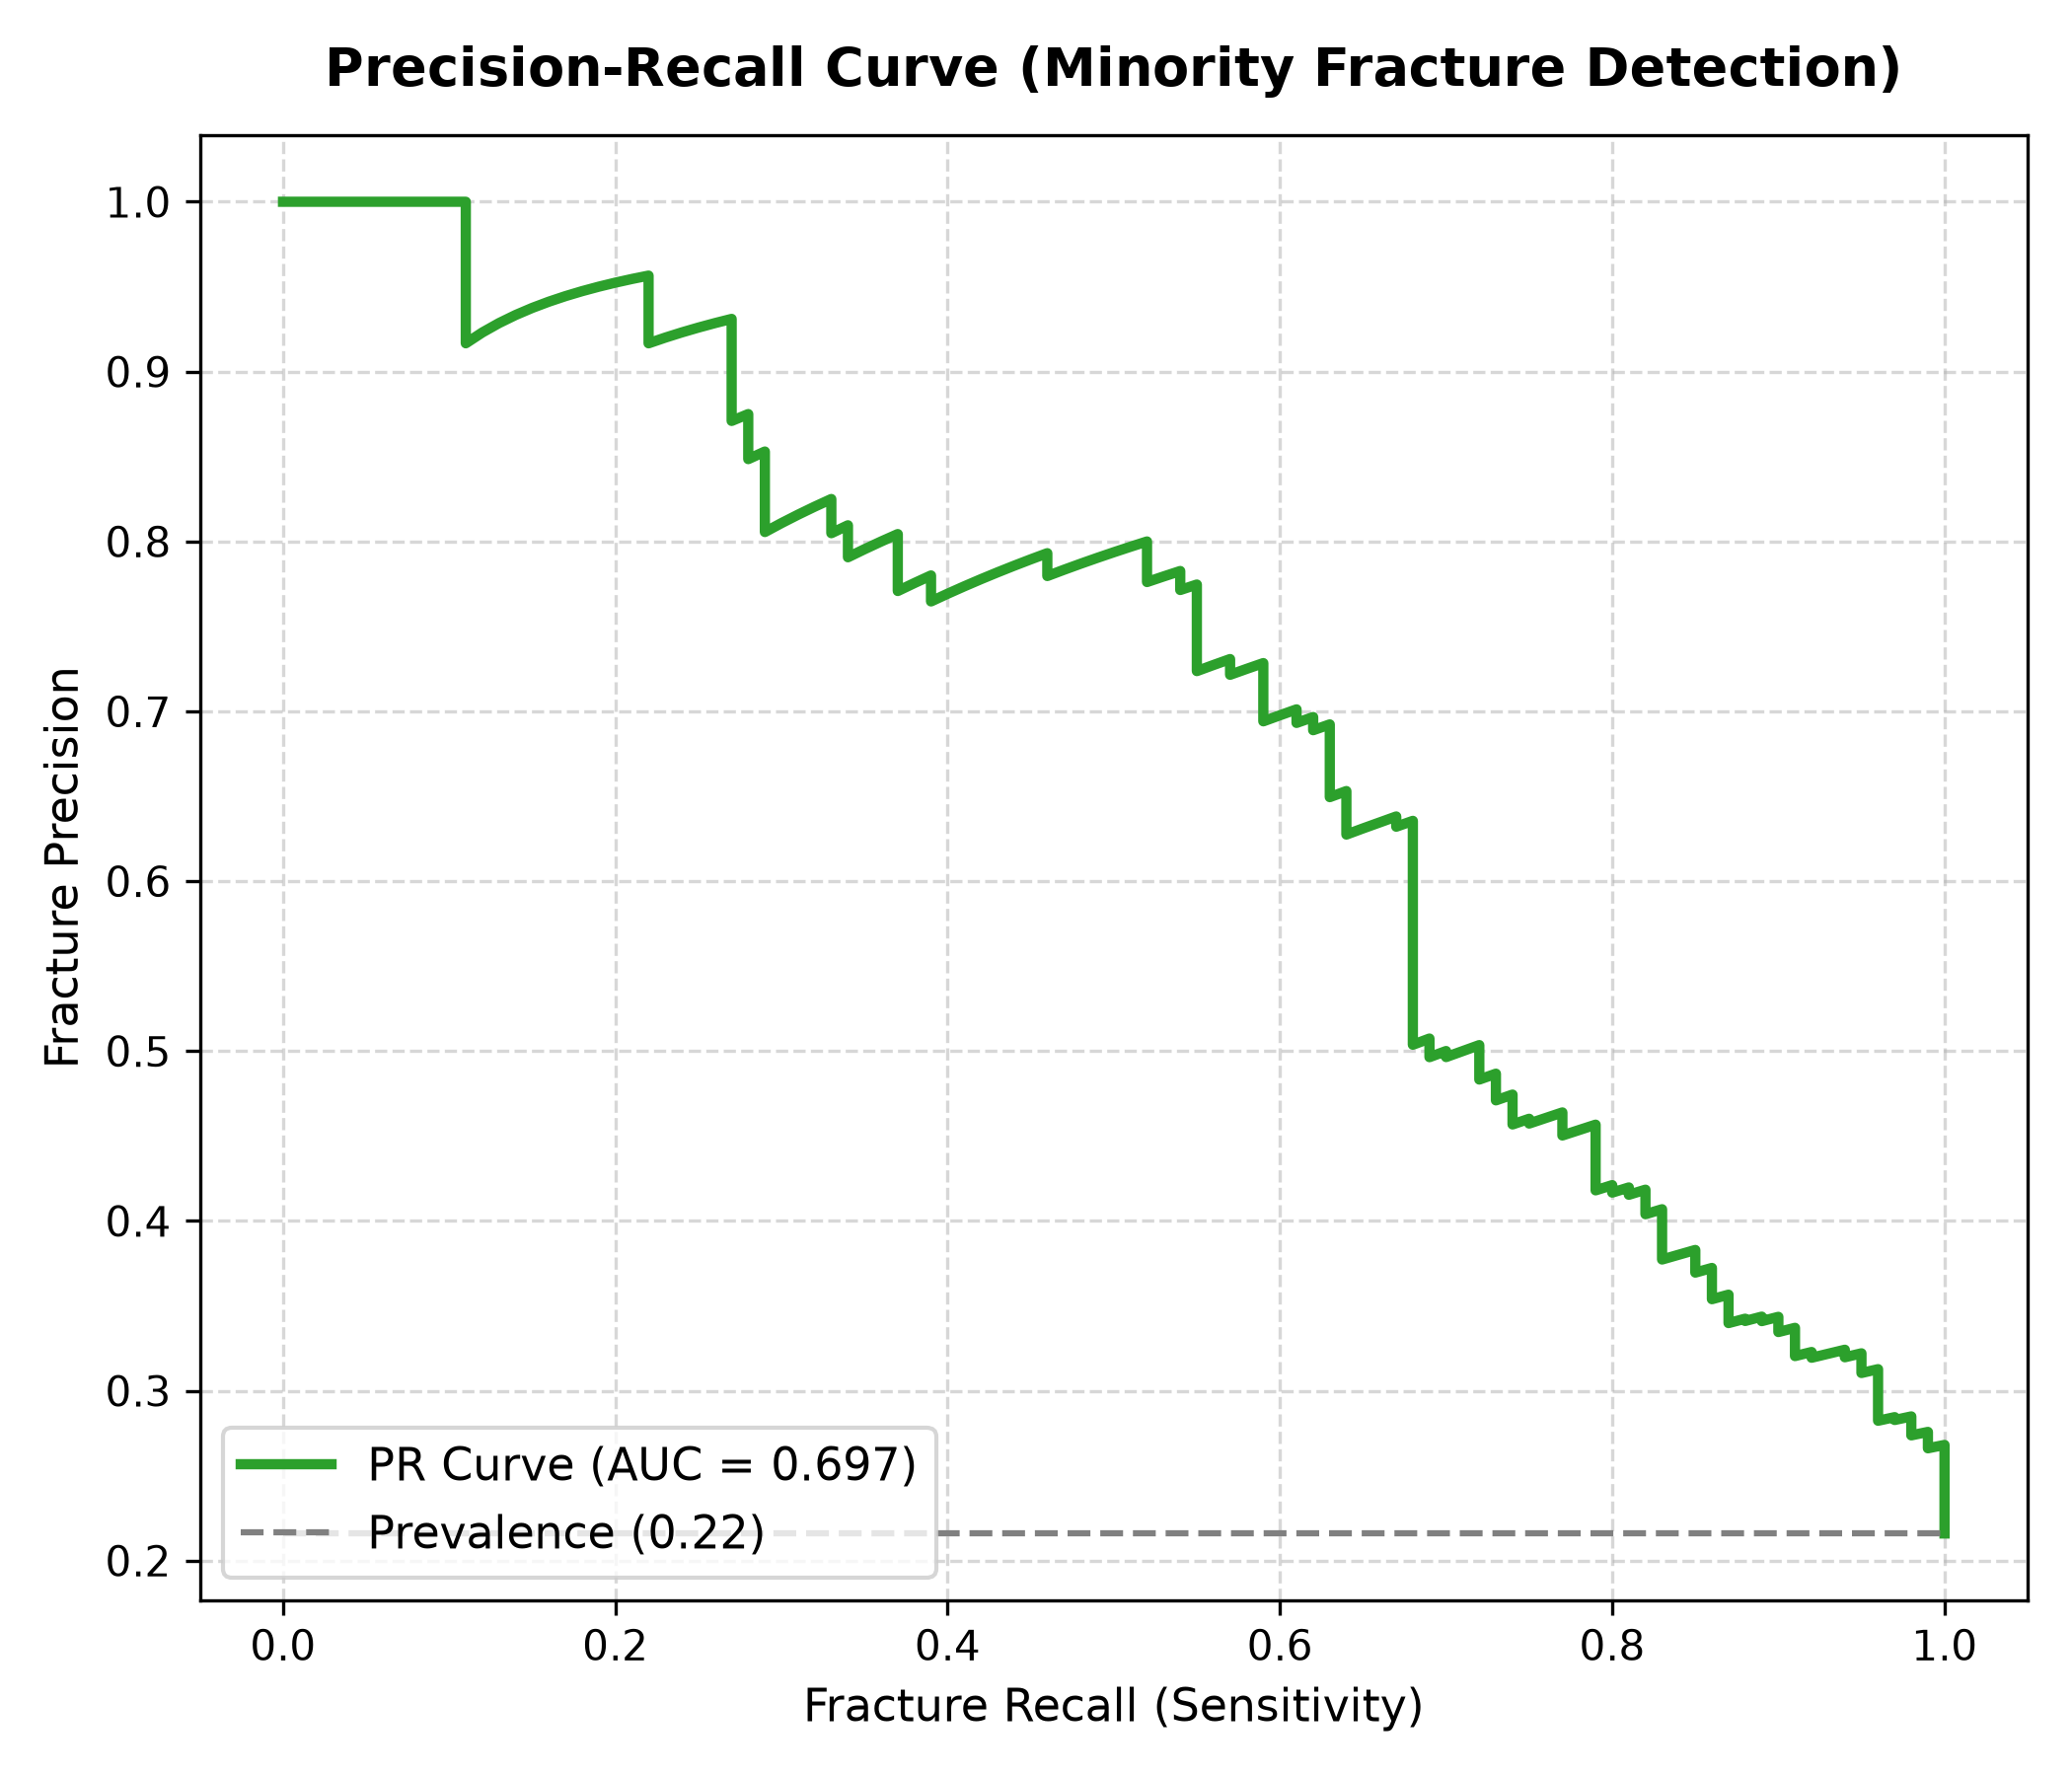 Precision-Recall Curve (Minority Fracture Detection)
Fracture Precision
1.0
0.9
0.8
0.7
0.6
0.5
0.4
0.3
0.2
PR Curve (AUC = 0.697)
Prevalence (0.22)
0.0 0.2 0.4 0.6 0.8 1.0
Fracture Recall (Sensitivity)